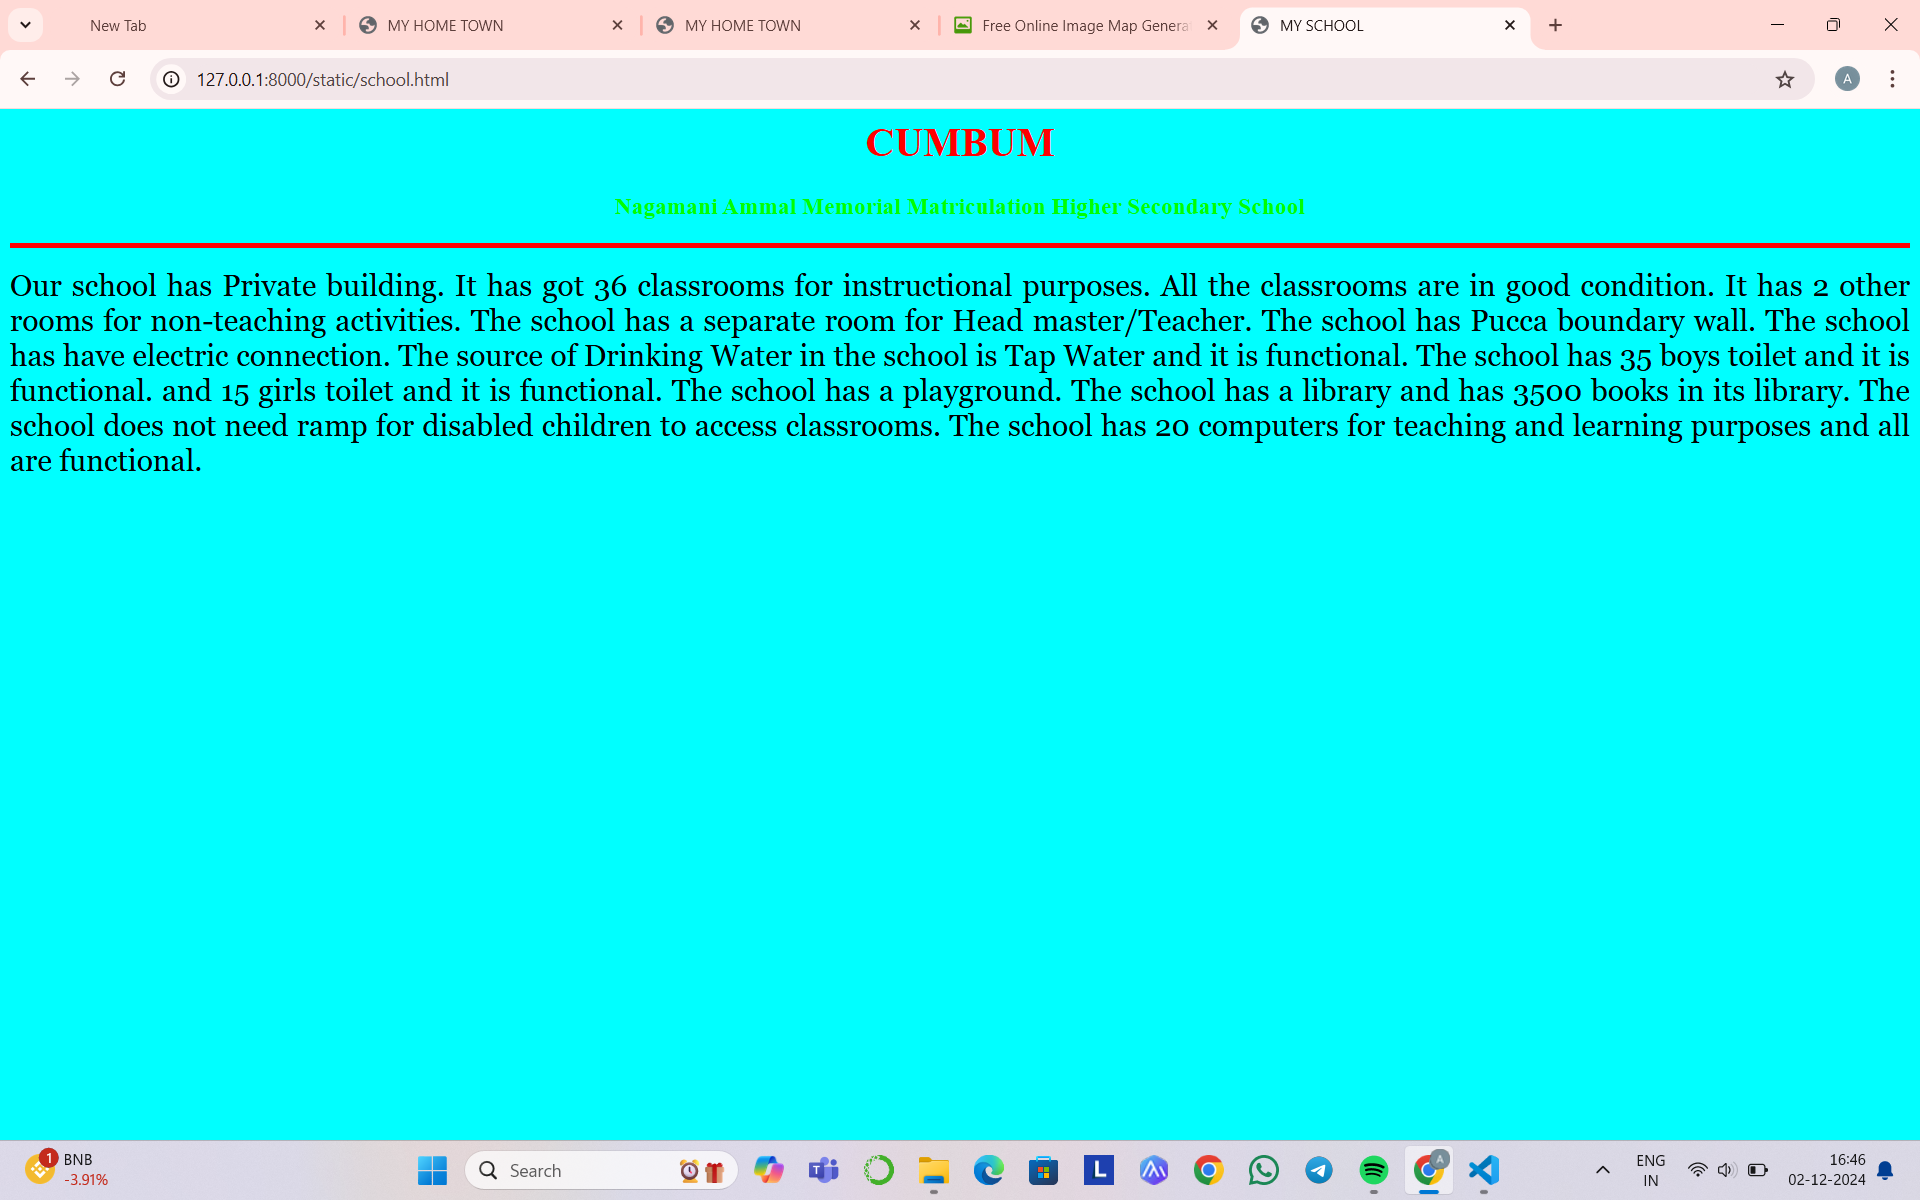 New Tab
MY HOME TOWN
MY HOME TOWN
Free Online Image Map Genera
MY SCHOOL
127.0.0.1:8000/static/school.html
A
CUMBUM
Nagamani Ammal Memorial Matriculation Higher Secondary School
Our school has Private building. It has got 36 classrooms for instructional purposes. All the classrooms are in good condition. It has 2 other
rooms for non-teaching activities. The school has a separate room for Head master/Teacher. The school has Pucca boundary wall. The school
has have electric connection. The source of Drinking Water in the school is Tap Water and it is functional. The school has 35 boys toilet and it is
functional. and 15 girls toilet and it is functional. The school has a playground. The school has a library and has 3500 books in its library. The
school does not need ramp for disabled children to access classrooms. The school has 20 computers for teaching and learning purposes and all
are functional.
1
BNB
-3.91%
Search
T
L
A
ENG
IN
16:46
02-12-2024